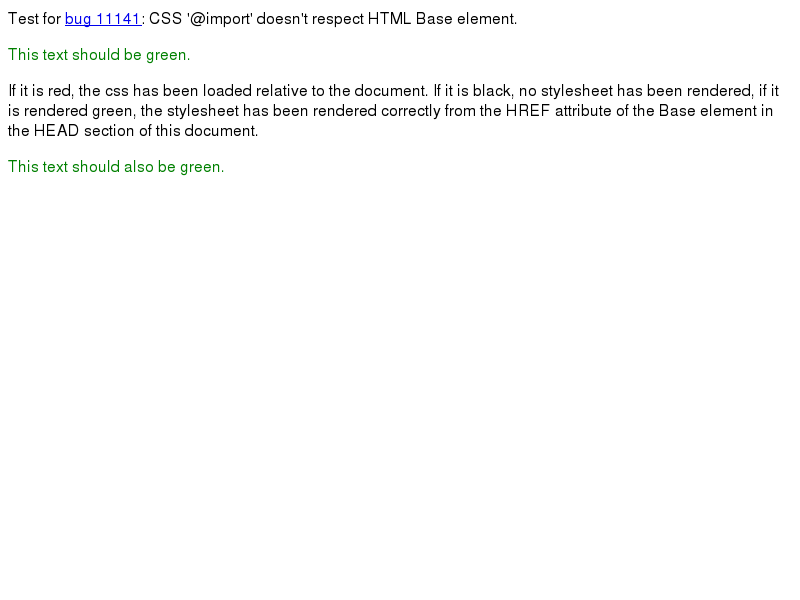 Test for bug 11141: CSS '@import' doesn't respect HTML Base element.
This text should be green.
If it is red, the css has been loaded relative to the document. If it is black, no stylesheet has been rendered, if it
is rendered green, the stylesheet has been rendered correctly from the HREF attribute of the Base element in
the HEAD section of this document.
This text should also be green.